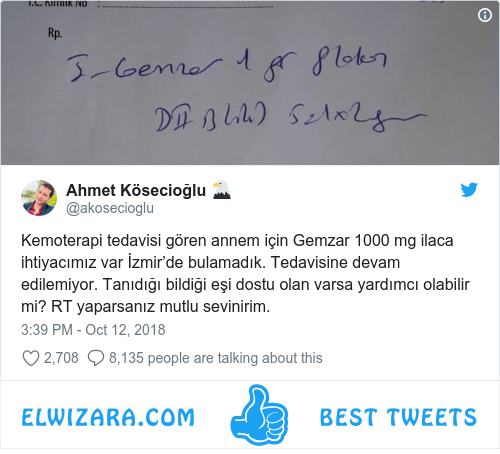 T.C. Kimlik No
Rp.
I - Gemzar 1 gr flakon
Ahmet Kösecioğlu 🦅
@akosecioglu
Kemoterapi tedavisi gören annem için Gemzar 1000 mg ilaca
ihtiyacımız var İzmir’de bulamadık. Tedavisine devam
edilemiyor. Tanıdığı bildiği eşi dostu olan varsa yardımcı olabilir
mi? RT yaparsanız mutlu sevinirim.
3:39 PM - Oct 12, 2018
2,708 8,135 people are talking about this
ELWIZARA.COM BEST TWEETS